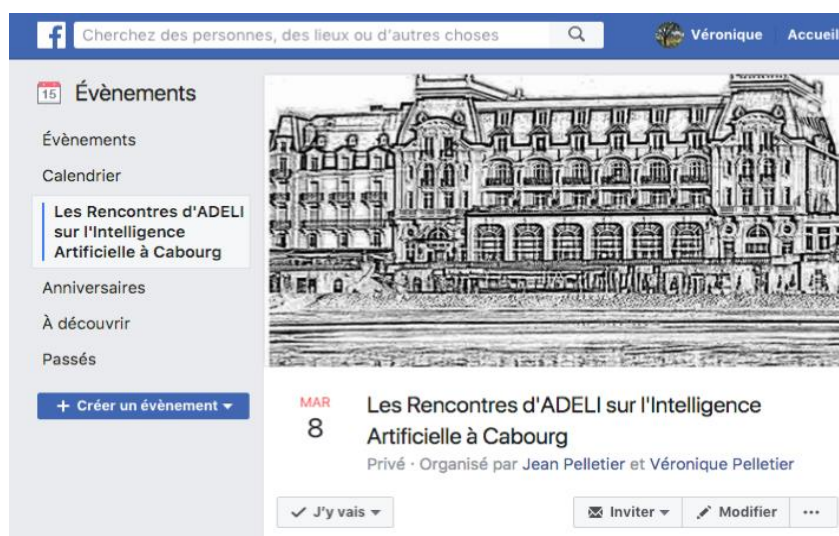 f
Cherchez des personnes, des lieux ou d'autres choses
Véronique
Accueil
15
Évènements
Évènements
Calendrier
Les Rencontres d'ADELI
sur l'Intelligence
Artificielle à Cabourg
Anniversaires
À découvrir
Passés
+ Créer un évènement
MAR
8
Les Rencontres d'ADELI sur l'Intelligence
Artificielle à Cabourg
Privé · Organisé par Jean Pelletier et Véronique Pelletier
J'y vais
Inviter
Modifier